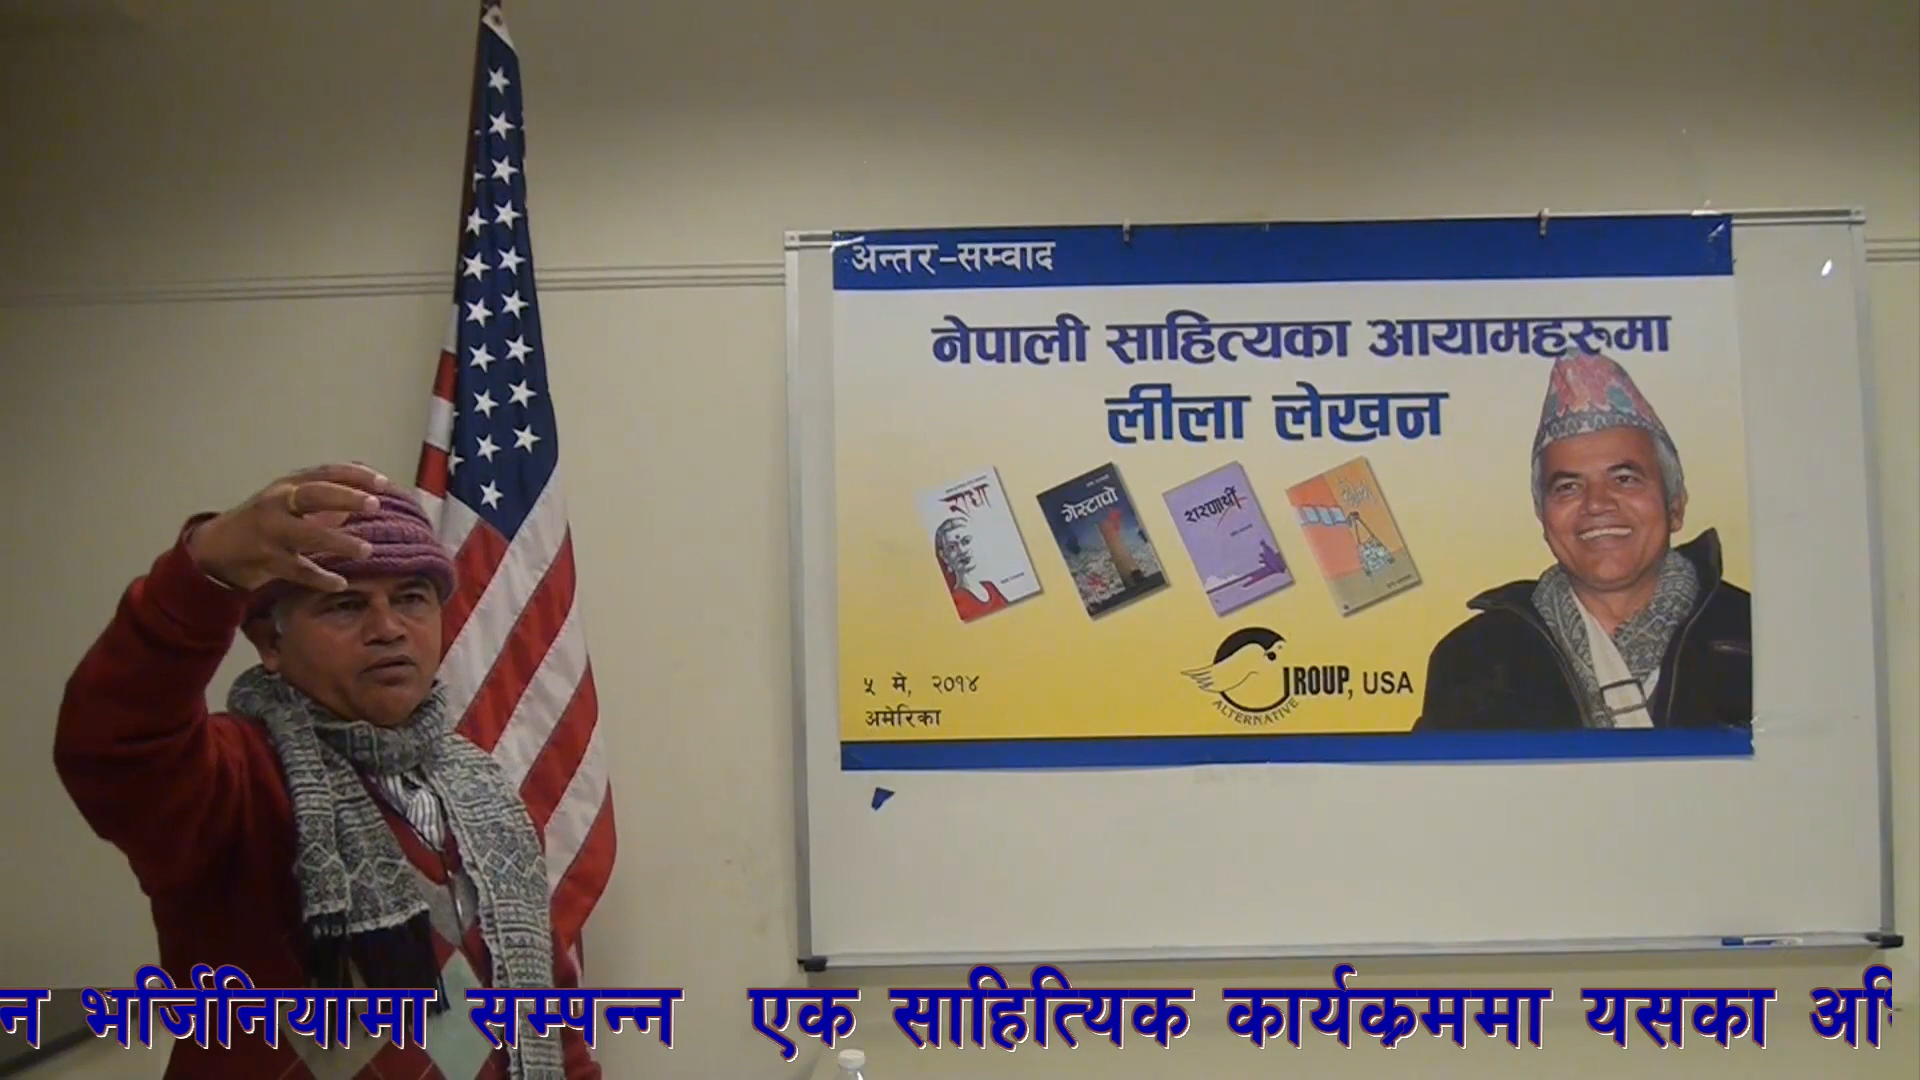 अन्तर-सम्वाद
नेपाली साहित्यका आयामहरूमा
लीला लेखन
राधा
गेस्टापो
शरणार्थी
५ मे, २०१४
अमेरिका
GROUP, USA
ALTERNATIVE
न भर्जिनियामा सम्पन्न एक साहित्यिक कार्यक्रममा यसका